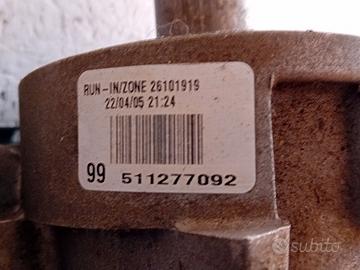 RUN-IN/ZONE 26101919
22/04/05 21:24
99 511277092
subito